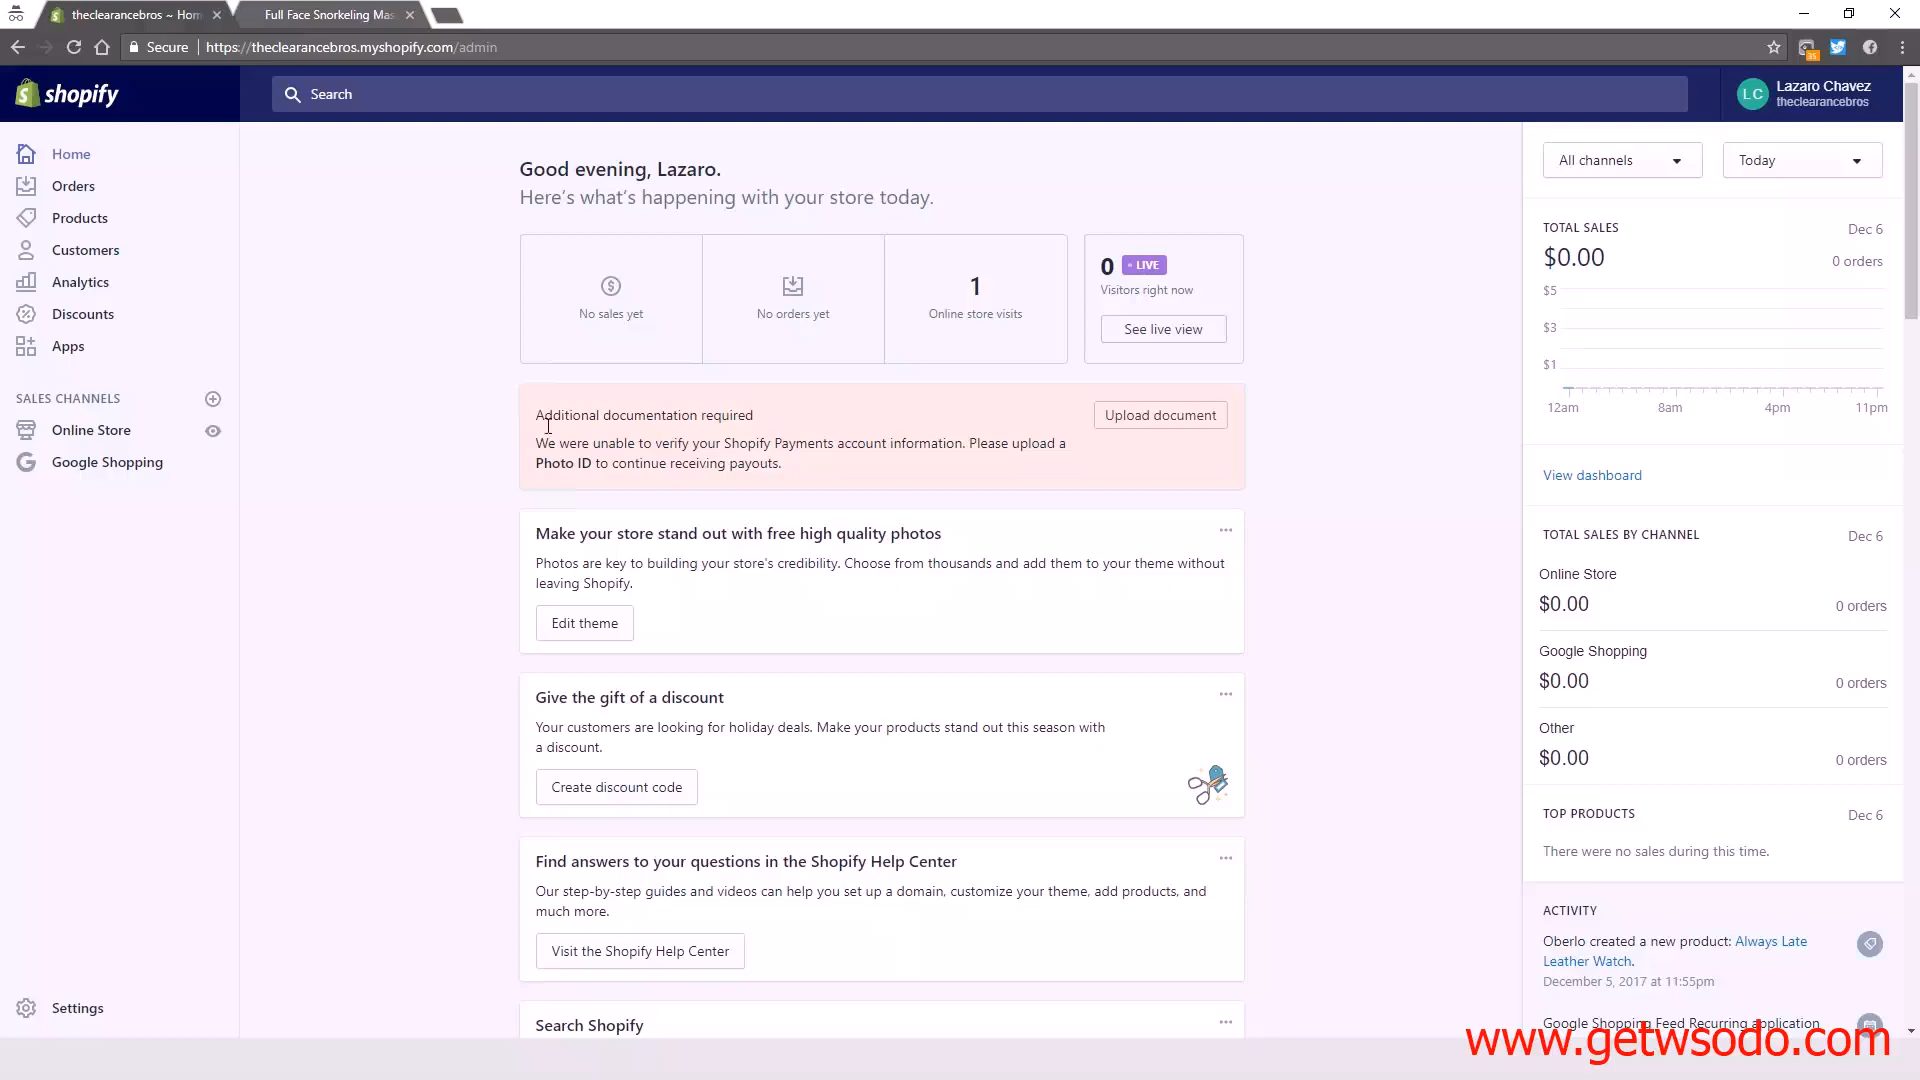 theclearancebros ~ Hom
Full Face Snorkeling Mas
Secure
https://theclearancebros.myshopify.com/admin
35
shopify
Search
LC
Lazaro Chavez
theclearancebros
Home
Orders
Products
Customers
Analytics
Discounts
Apps
SALES CHANNELS
Online Store
Google Shopping
Settings
Good evening, Lazaro.
Here's what's happening with your store today.
No sales yet
No orders yet
1
Online store visits
0 LIVE
Visitors right now
See live view
Additional documentation required
Upload document
We were unable to verify your Shopify Payments account information. Please upload a
Photo ID to continue receiving payouts.
Make your store stand out with free high quality photos
Photos are key to building your store's credibility. Choose from thousands and add them to your theme without
leaving Shopify.
Edit theme
Give the gift of a discount
Your customers are looking for holiday deals. Make your products stand out this season with
a discount.
Create discount code
Find answers to your questions in the Shopify Help Center
Our step-by-step guides and videos can help you set up a domain, customize your theme, add products, and
much more.
Visit the Shopify Help Center
Search Shopify
All channels
Today
TOTAL SALES
Dec 6
$0.00
0 orders
$5
$3
$1
12am
8am
4pm
11pm
View dashboard
TOTAL SALES BY CHANNEL
Dec 6
Online Store
$0.00
0 orders
Google Shopping
$0.00
0 orders
Other
$0.00
0 orders
TOP PRODUCTS
Dec 6
There were no sales during this time.
ACTIVITY
Oberlo created a new product: Always Late
Leather Watch.
December 5, 2017 at 11:55pm
Google Shopping Feed Recurring application
www.getwsodo.com